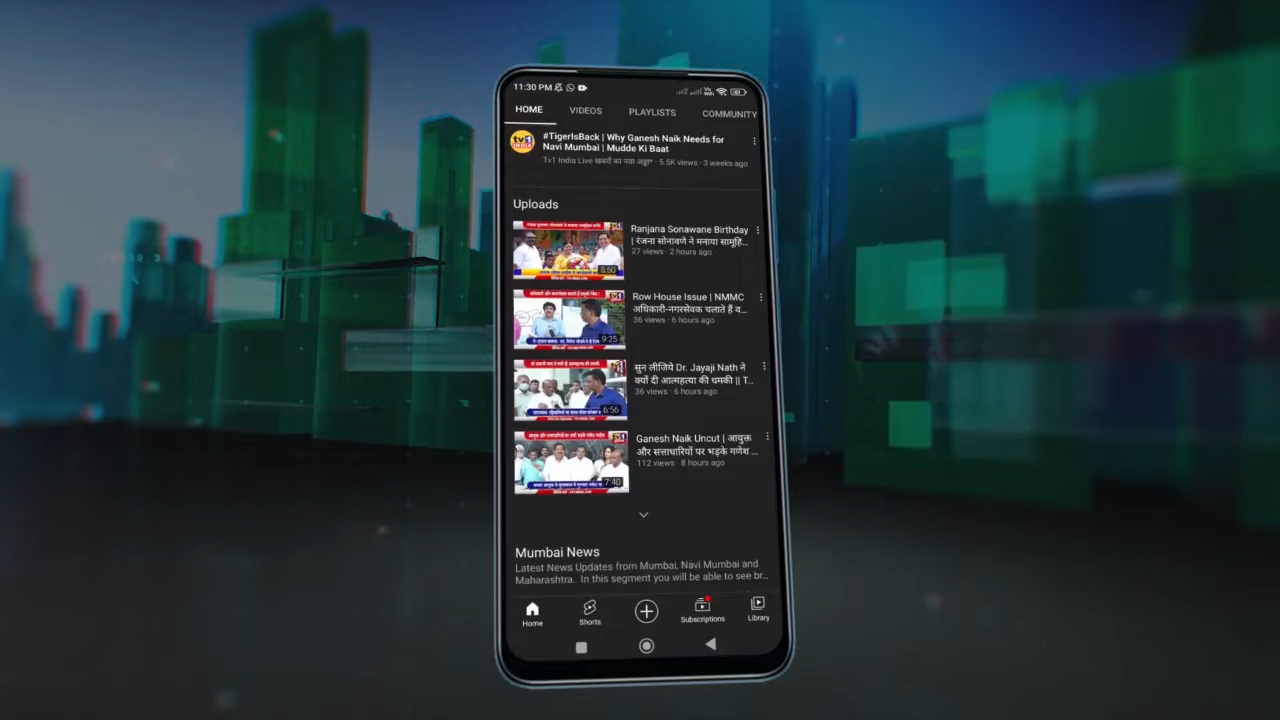 11:30 PM
HOME VIDEOS PLAYLISTS COMMUNITY
tv1 INDIA
#TigerIsBack | Why Ganesh Naik Needs for
Navi Mumbai | Mudde Ki Baat
Tv1 India Live खबरों का नया अड्डा · 5.5K views · 3 weeks ago
Uploads
Ranjana Sonawane Birthday
| रंजना सोनावणे ने मनाया सामूहि...
27 views · 2 hours ago
5:50
Row House Issue | NMMC
अधिकारी-नगरसेवक चलाते हैं व...
36 views · 6 hours ago
9:25
सुन लीजिये Dr. Jayaji Nath ने
क्यों दी आत्महत्या की धमकी || T...
36 views · 6 hours ago
6:56
Ganesh Naik Uncut | आयुक्त
और सत्ताधारियों पर भड़के गणेश ...
112 views · 8 hours ago
7:40
Mumbai News
Latest News Updates from Mumbai, Navi Mumbai and
Maharashtra.. In this segment you will be able to see br...
Home Shorts Subscriptions Library